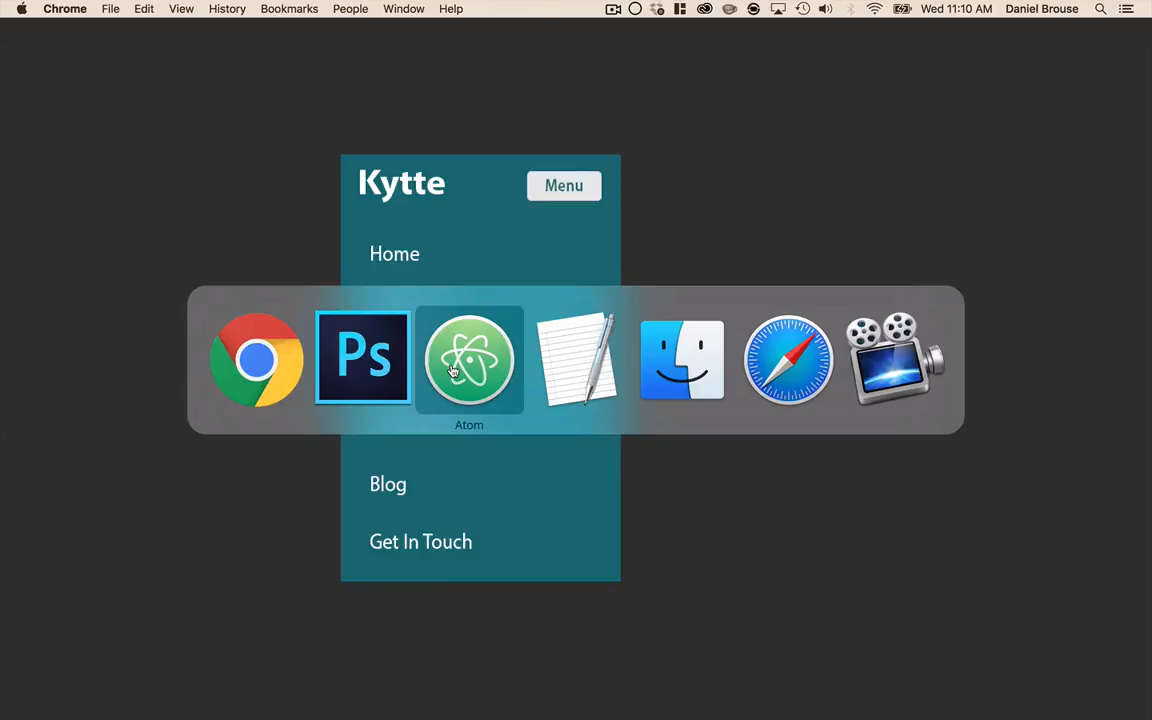 Chrome File Edit View History Bookmarks People Window Help Wed 11:10 AM Daniel Brouse
Kytte Menu
Home
Ps
Atom
Blog
Get In Touch